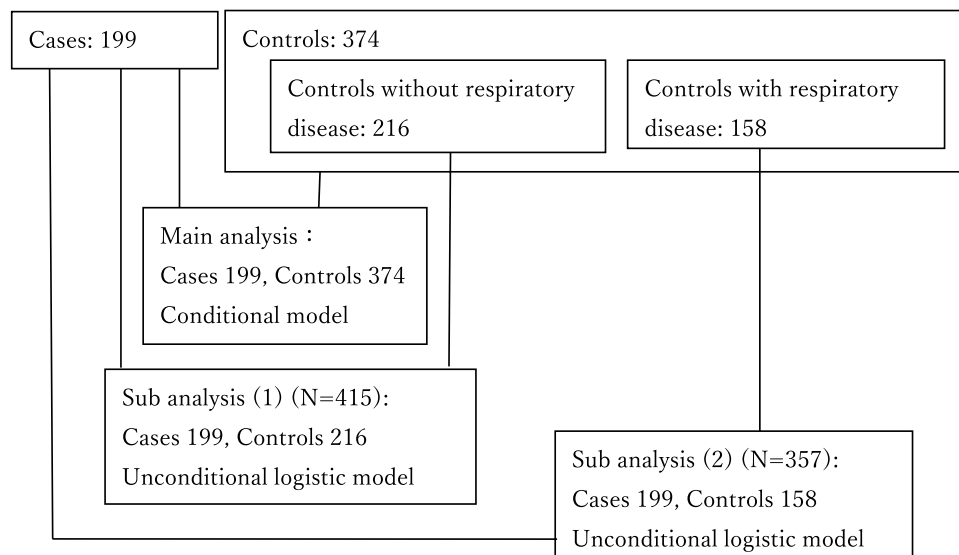 Cases: 199
Controls: 374
Controls without respiratory
disease: 216
Controls with respiratory
disease: 158
Main analysis：
Cases 199, Controls 374
Conditional model
Sub analysis (1) (N=415):
Cases 199, Controls 216
Unconditional logistic model
Sub analysis (2) (N=357):
Cases 199, Controls 158
Unconditional logistic model